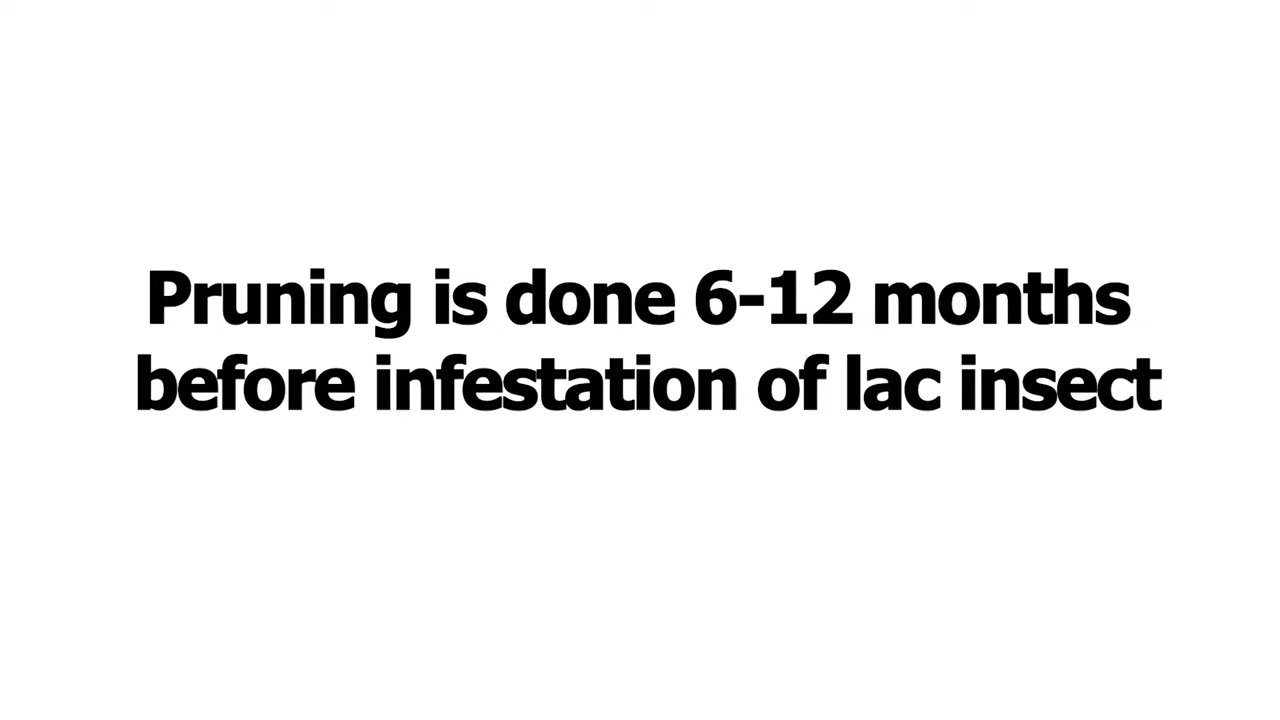 Pruning is done 6-12 months
before infestation of lac insect